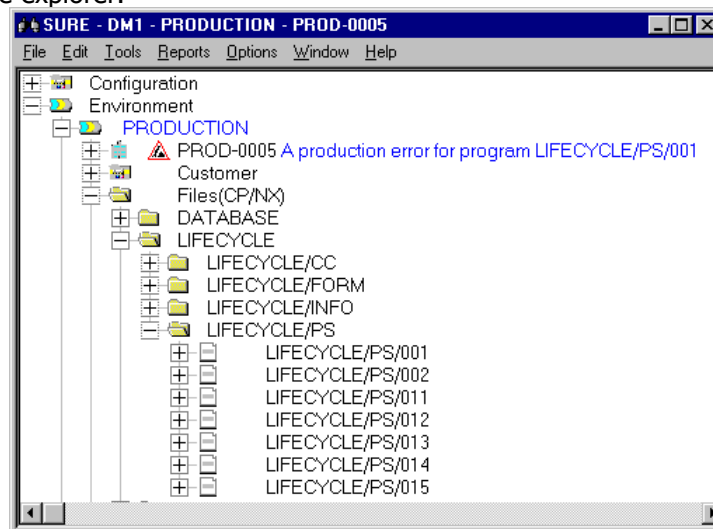 explorer.
SURE - DM1 - PRODUCTION - PROD-0005
File Edit Tools Reports Options Window Help
Configuration
Environment
PRODUCTION
PROD-0005 A production error for program LIFECYCLE/PS/001
Customer
Files(CP/NX)
DATABASE
LIFECYCLE
LIFECYCLE/CC
LIFECYCLE/FORM
LIFECYCLE/INFO
LIFECYCLE/PS
LIFECYCLE/PS/001
LIFECYCLE/PS/002
LIFECYCLE/PS/011
LIFECYCLE/PS/012
LIFECYCLE/PS/013
LIFECYCLE/PS/014
LIFECYCLE/PS/015